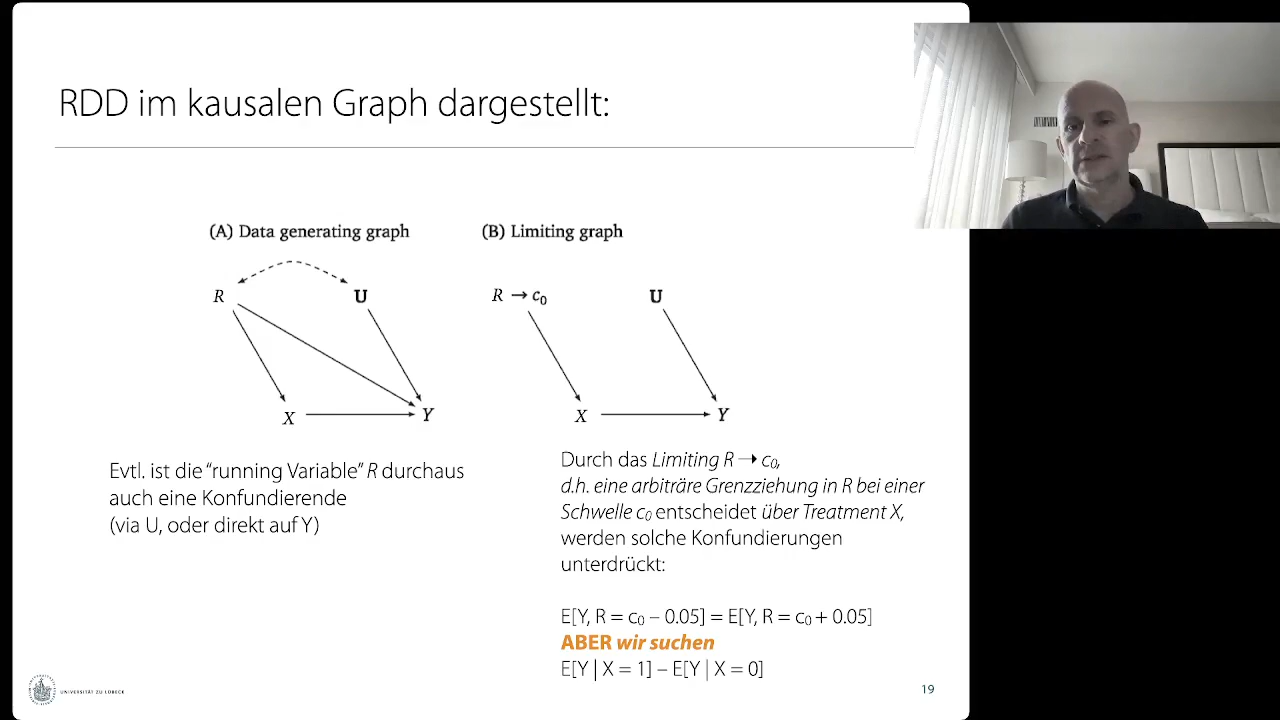 RDD im kausalen Graph dargestellt:
(A) Data generating graph
(B) Limiting graph
R U
R → c₀ U
X Y
X Y
Evtl. ist die “running Variable” R durchaus
auch eine Konfundierende
(via U, oder direkt auf Y)
Durch das Limiting R → c₀,
d.h. eine arbiträre Grenzziehung in R bei einer
Schwelle c₀ entscheidet über Treatment X,
werden solche Konfundierungen
unterdrückt:
E[Y, R = c₀ – 0.05] = E[Y, R = c₀ + 0.05]
ABER wir suchen
E[Y | X = 1] – E[Y | X = 0]
UNIVERSITÄT ZU LÜBECK
19